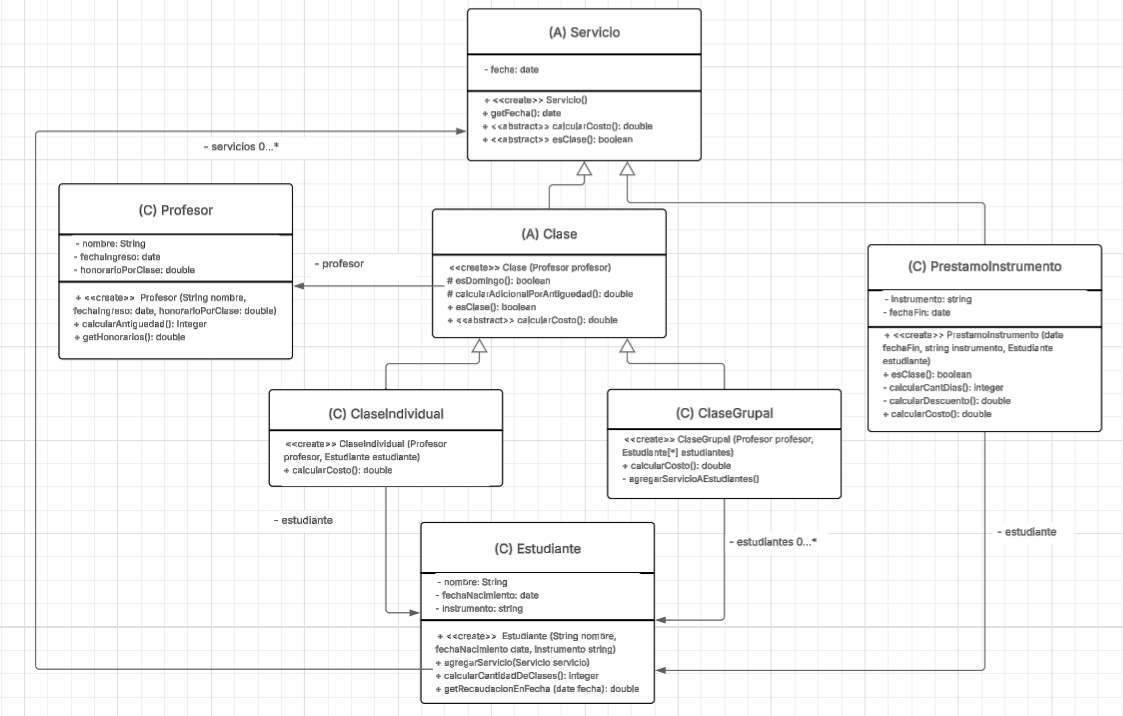 (A) Servicio
- fecha: date
+ <<create>> Servicio()
+ getFecha(): date
+ <<abstract>> calcularCosto(): double
+ <<abstract>> esClase(): boolean
- servicios 0...*
(C) Profesor
- nombre: String
- fechaIngreso: date
- honorarioPorClase: double
+ <<create>> Profesor (String nombre,
fechaIngreso: date, honorarioPorClase: double)
+ calcularAntiguedad(): Integer
+ getHonorarios(): double
- profesor
(A) Clase
<<create>> Clase (Profesor profesor)
# esDomingo(): boolean
# calcularAdicionalPorAntiguedad(): double
+ esClase(): boolean
+ <<abstract>> calcularCosto(): double
(C) PrestamoInstrumento
- Instrumento: string
- fechaFin: date
+ <<create>> PrestamoInstrumento (date
fechaFin, string instrumento, Estudiante
estudiante)
+ esClase(): boolean
- calcularCantDias(): integer
- calcularDescuento(): double
+ calcularCosto(): double
(C) ClaseIndividual
<<create>> ClaseIndividual (Profesor
profesor, Estudiante estudiante)
+ calcularCosto(): double
(C) ClaseGrupal
<<create>> ClaseGrupal (Profesor profesor,
Estudiante[*] estudiantes)
+ calcularCosto(): double
- agregarServicioAEstudiantes()
- estudiante
- estudiantes 0...*
- estudiante
(C) Estudiante
- nombre: String
- fechaNacimiento: date
- instrumento: string
+ <<create>> Estudiante (String nombre,
fechaNacimiento date, Instrumento string)
+ agregarServicio(Servicio servicio)
+ calcularCantidadDeClases(): integer
+ getRecaudacionEnFecha (date fecha): double